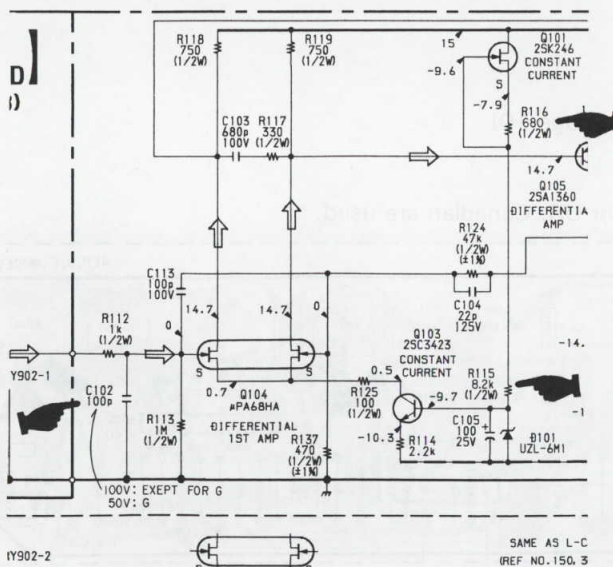 R118
750
(1/2W)
R119
750
(1/2W)
15
Q101
2SK246
CONSTANT
CURRENT
-9.6
S
-7.9
D
)
C103
680p
100V
R117
330
(1/2W)
R116
680
(1/2W)
14.7
Q105
2SA1360
DIFFERENTIA
AMP
R124
47k
(1/2W)
(±1%)
C113
100p
100V
C104
22p
125V
R112
1k
(1/2W)
0
14.7
14.7
0
Q103
2SC3423
CONSTANT
CURRENT
-14.
Y902-1
S
S
0.5
R115
8.2k
(1/2W)
C102
100p
0.7
Q104
μPA68HA
DIFFERENTIAL
1ST AMP
R125
100
(1/2W)
-9.7
-1
R113
1M
(1/2W)
-10.3
R114
2.2k
C105
100
25V
+
D101
UZL-6M1
R137
470
(1/2W)
(±1%)
100V: EXEPT FOR G
50V: G
Y902-2
SAME AS L-C
(REF NO.150, 3